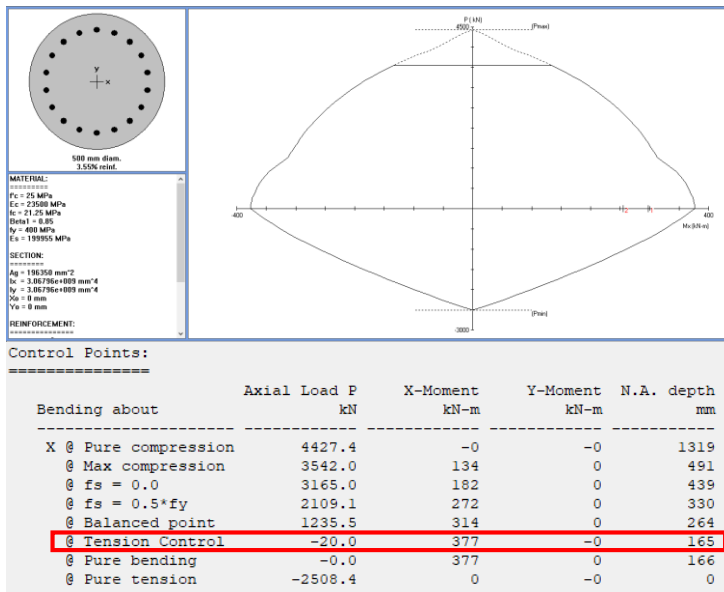 y
x
500 mm diam.
3.55% reinf.
MATERIAL:
=========
f'c = 25 MPa
Ec = 23500 MPa
fc = 21.25 MPa
Beta1 = 0.85
fy = 400 MPa
Es = 199955 MPa
SECTION:
========
Ag = 196350 mm^2
Ix = 3.06796e+009 mm^4
Iy = 3.06796e+009 mm^4
Xo = 0 mm
Yo = 0 mm
REINFORCEMENT:
P ( kN)
4500
(Pmax)
-400
400
Mx (kN-m)
(Pmin)
-3000
Control Points:
===============
Axial Load P X-Moment Y-Moment N.A. depth
Bending about kN kN-m kN-m mm
X @ Pure compression 4427.4 -0 -0 1319
@ Max compression 3542.0 134 0 491
@ fs = 0.0 3165.0 182 0 439
@ fs = 0.5*fy 2109.1 272 0 330
@ Balanced point 1235.5 314 0 264
@ Tension Control -20.0 377 -0 165
@ Pure bending -0.0 377 0 166
@ Pure tension -2508.4 0 -0 0